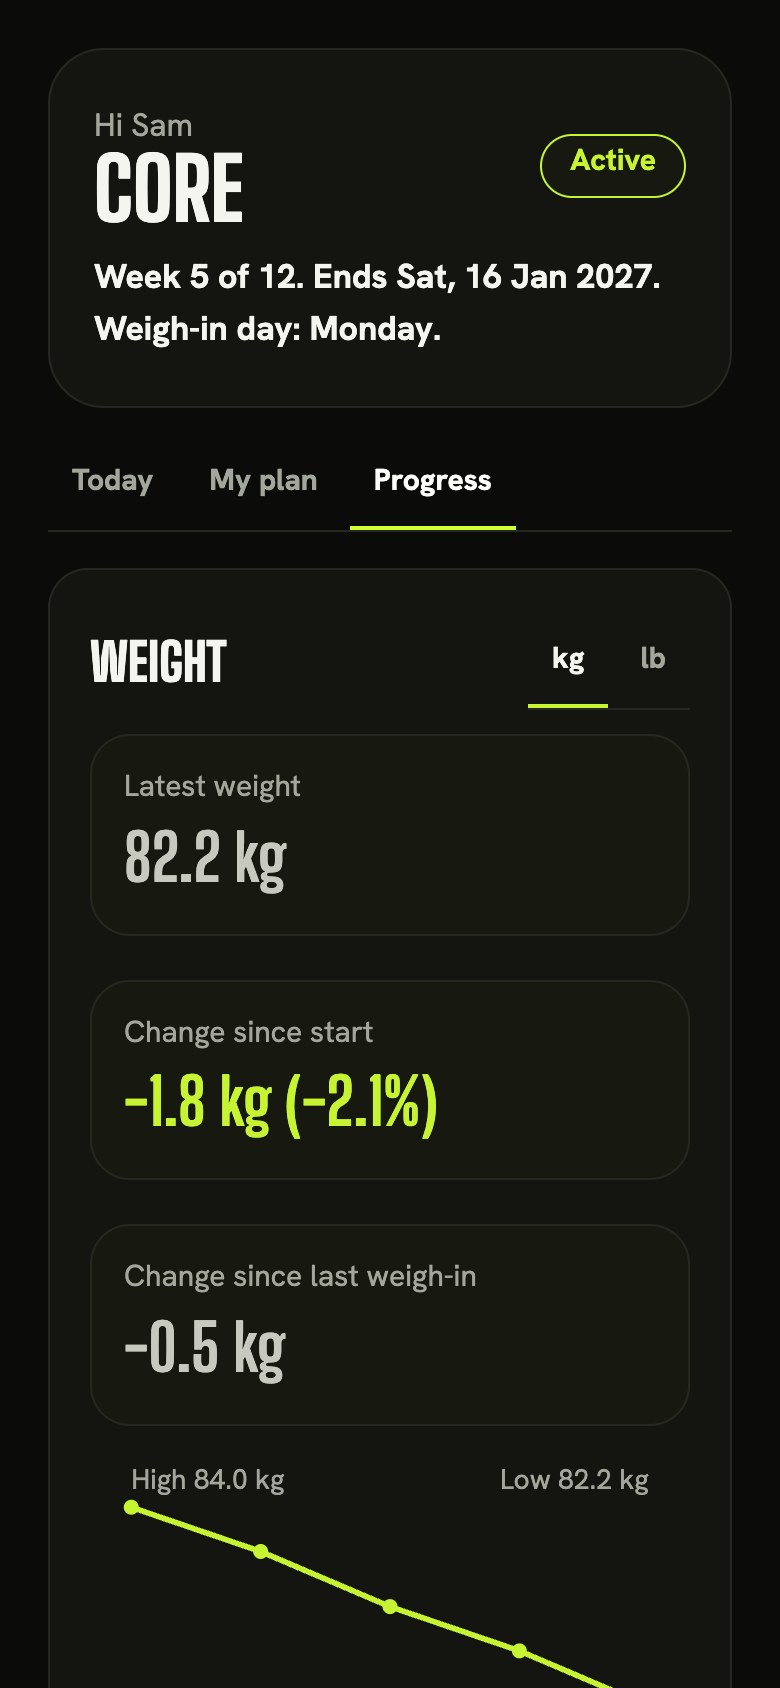 Hi Sam
CORE
Active
Week 5 of 12. Ends Sat, 16 Jan 2027.
Weigh-in day: Monday.
Today
My plan
Progress
WEIGHT
kg
lb
Latest weight
82.2 kg
Change since start
−1.8 kg (−2.1%)
Change since last weigh-in
−0.5 kg
High 84.0 kg
Low 82.2 kg